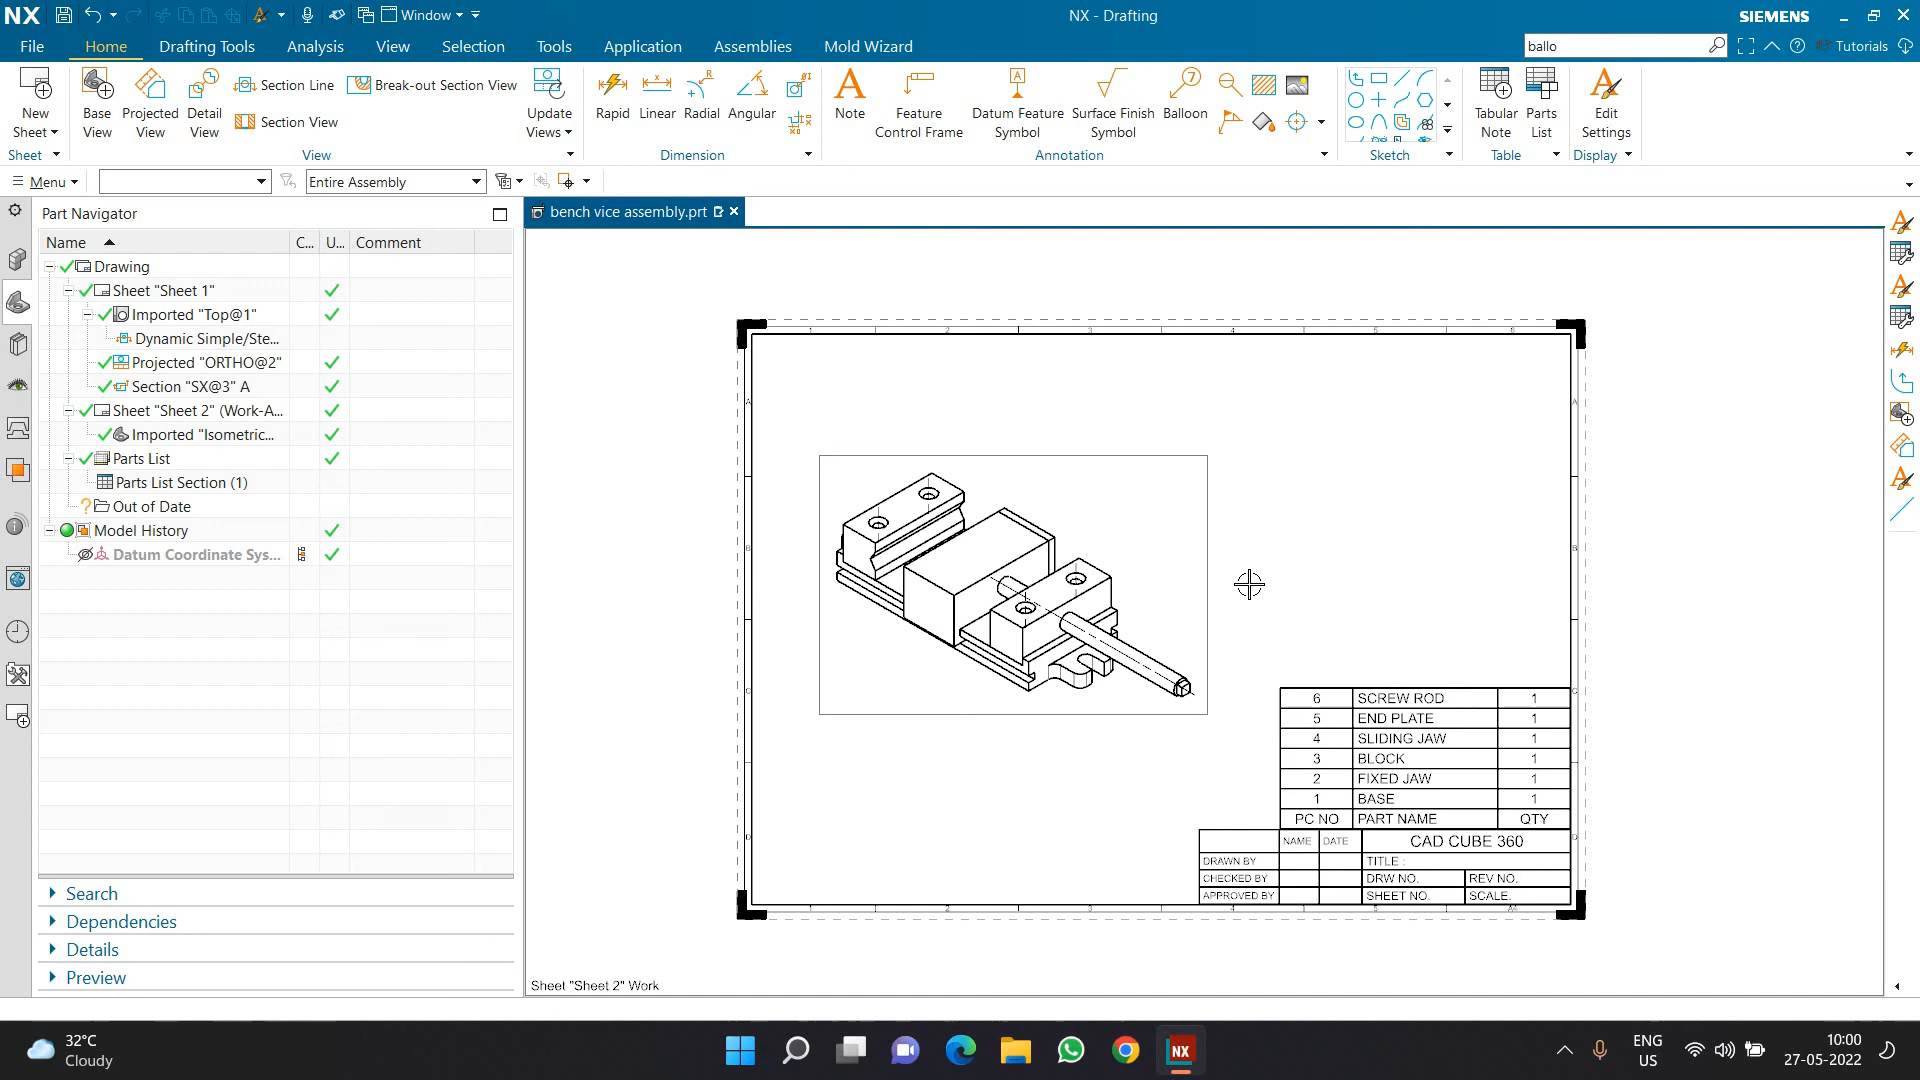 NX
Window
NX - Drafting
SIEMENS
File
Home
Drafting Tools
Analysis
View
Selection
Tools
Application
Assemblies
Mold Wizard
ballo
Tutorials
New Sheet
Base View
Projected View
Detail View
Section Line
Break-out Section View
Section View
Update Views
Rapid
Linear
Radial
Angular
Note
Feature Control Frame
Datum Feature Symbol
Surface Finish Symbol
Balloon
Tabular Note
Parts List
Edit Settings
Sheet
View
Dimension
Annotation
Sketch
Table
Display
Menu
Entire Assembly
Part Navigator
bench vice assembly.prt
Name
C...
U...
Comment
Drawing
Sheet "Sheet 1"
Imported "Top@1"
Dynamic Simple/Ste...
Projected "ORTHO@2"
Section "SX@3" A
Sheet "Sheet 2" (Work-A...
Imported "Isometric...
Parts List
Parts List Section (1)
Out of Date
Model History
Datum Coordinate Sys...
Search
Dependencies
Details
Preview
6 SCREW ROD 1
5 END PLATE 1
4 SLIDING JAW 1
3 BLOCK 1
2 FIXED JAW 1
1 BASE 1
PC NO PART NAME QTY
NAME DATE CAD CUBE 360
DRAWN BY TITLE :
CHECKED BY DRW NO. REV NO.
APPROVED BY SHEET NO. SCALE.
Sheet "Sheet 2" Work
32°C
Cloudy
NX
ENG
US
10:00
27-05-2022